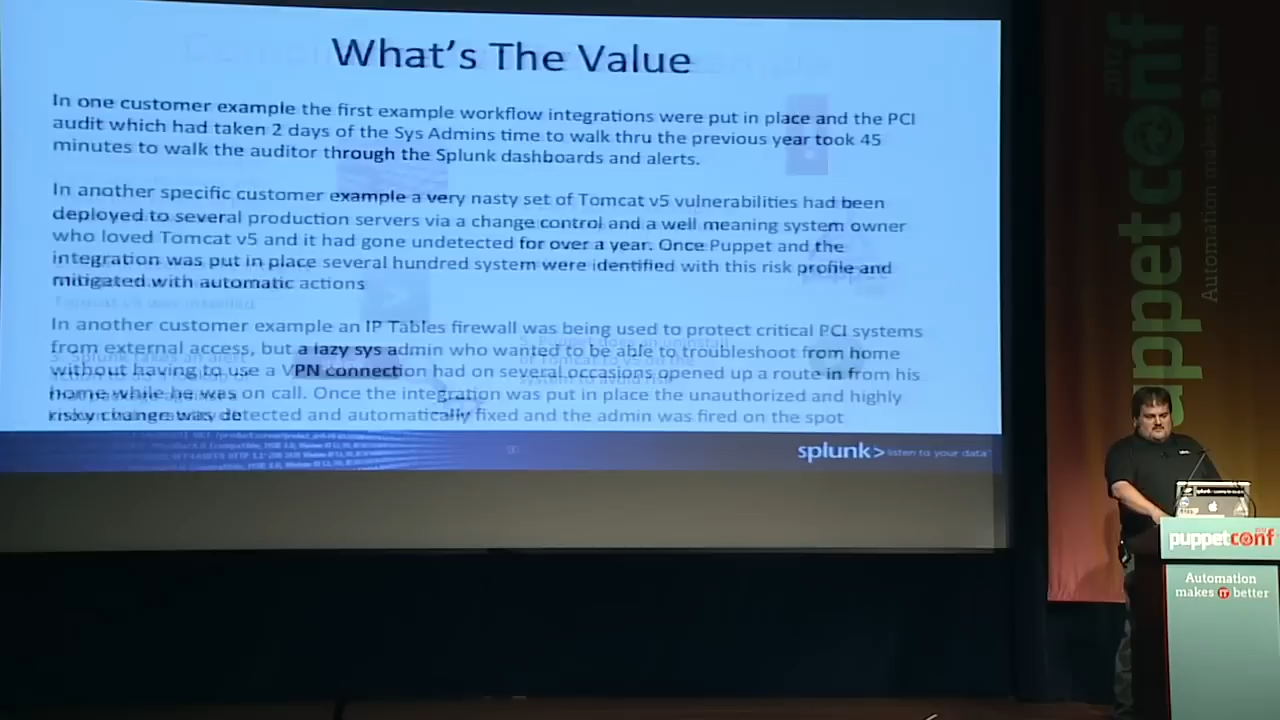 What's The Value
In one customer example the first example workflow integrations were put in place and the PCI
audit which had taken 2 days of the Sys Admins time to walk thru the previous year took 45
minutes to walk the auditor through the Splunk dashboards and alerts.
In another specific customer example a very nasty set of Tomcat v5 vulnerabilities had been
deployed to several production servers via a change control and a well meaning system owner
who loved Tomcat v5 and it had gone undetected for over a year. Once Puppet and the
integration was put in place several hundred system were identified with this risk profile and
mitigated with automatic actions
In another customer example an IP Tables firewall was being used to protect critical PCI systems
from external access, but a lazy sys admin who wanted to be able to troubleshoot from home
without having to use a VPN connection had on several occasions opened up a route in from his
home while he was on call. Once the integration was put in place the unauthorized and highly
risky change was detected and automatically fixed and the admin was fired on the spot
splunk> listen to your data
puppetconf
Automation makes IT better
puppetconf
Automation
makes IT better